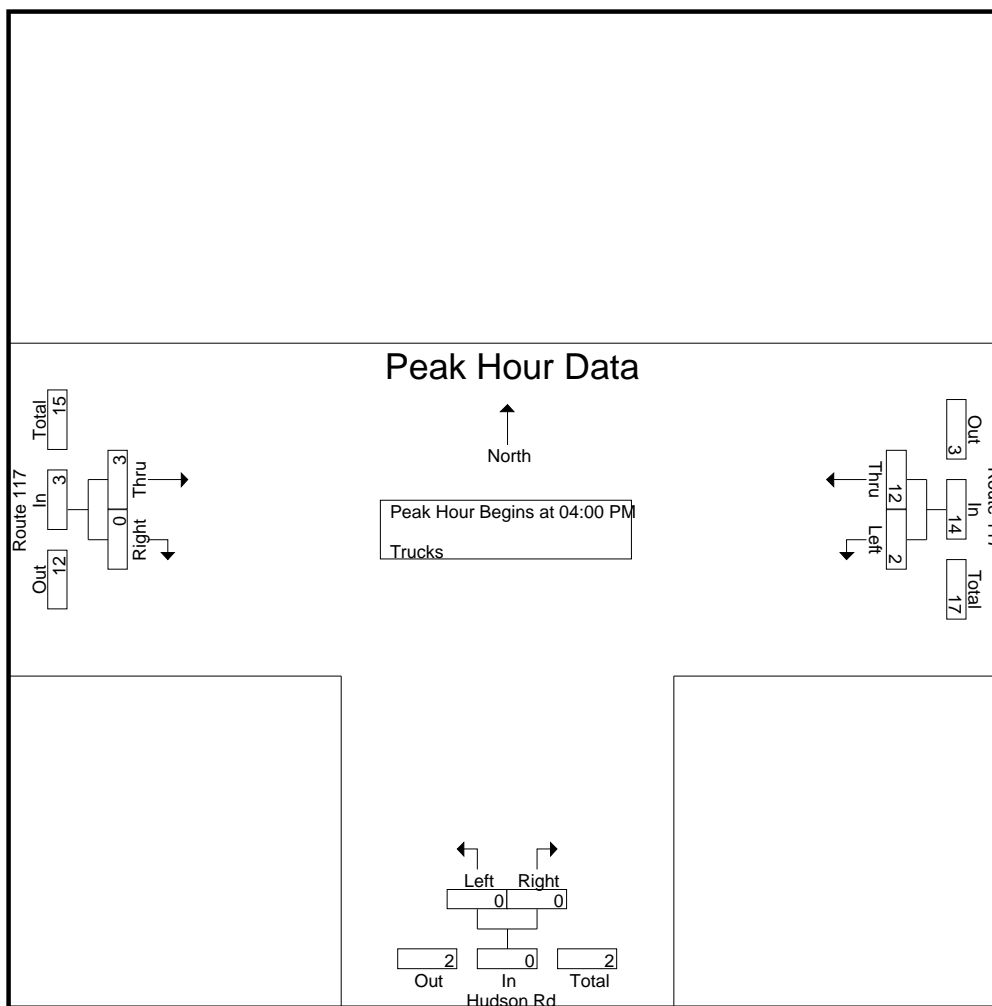 Peak Hour Data
North
Peak Hour Begins at 04:00 PM
Trucks
Route 117
Total
15
In
3
Out
12
3
Thru
0
Right
Thru
12
Left
2
Out
3
In
14
Total
17
Left
Right
0
0
2
0
2
Out
In
Total
Hudson Rd